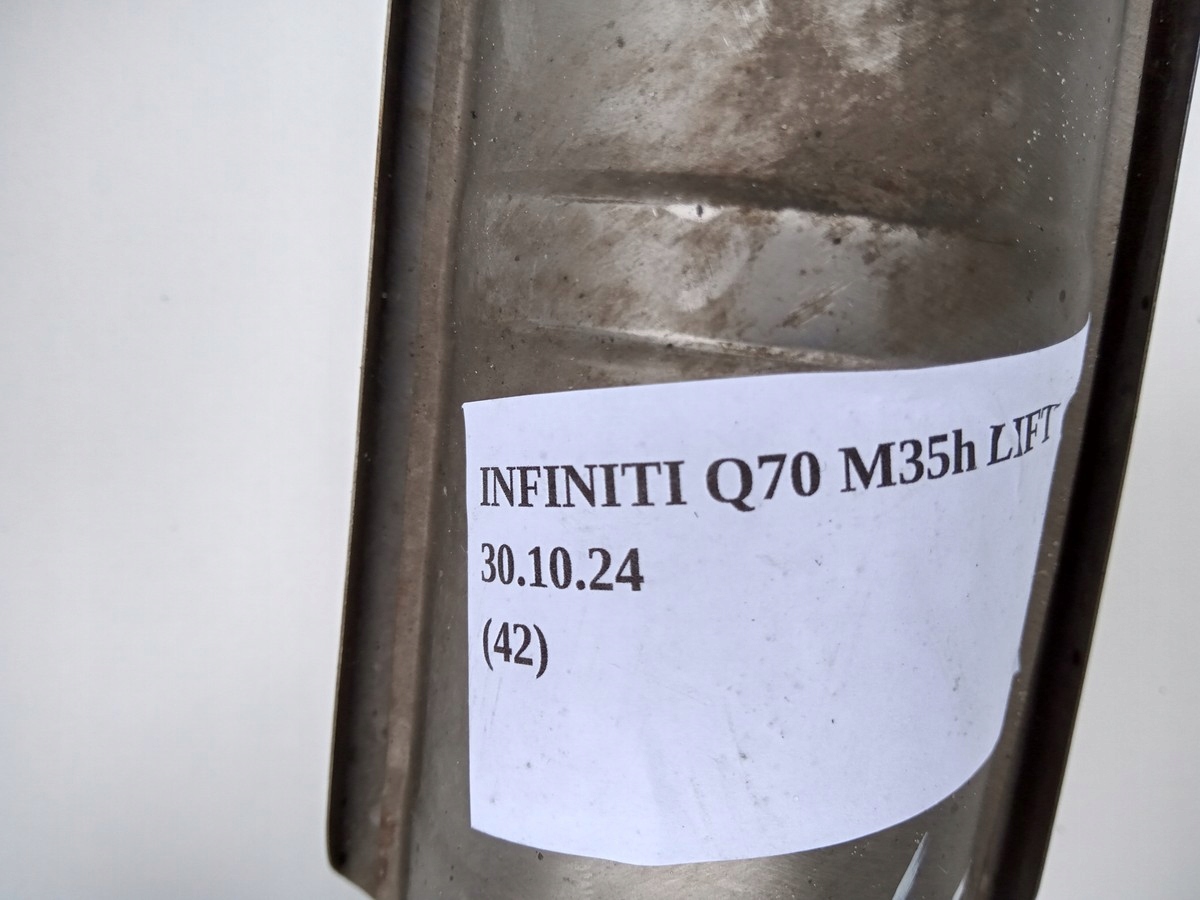 INFINITI Q70 M35h LIFT
30.10.24
(42)